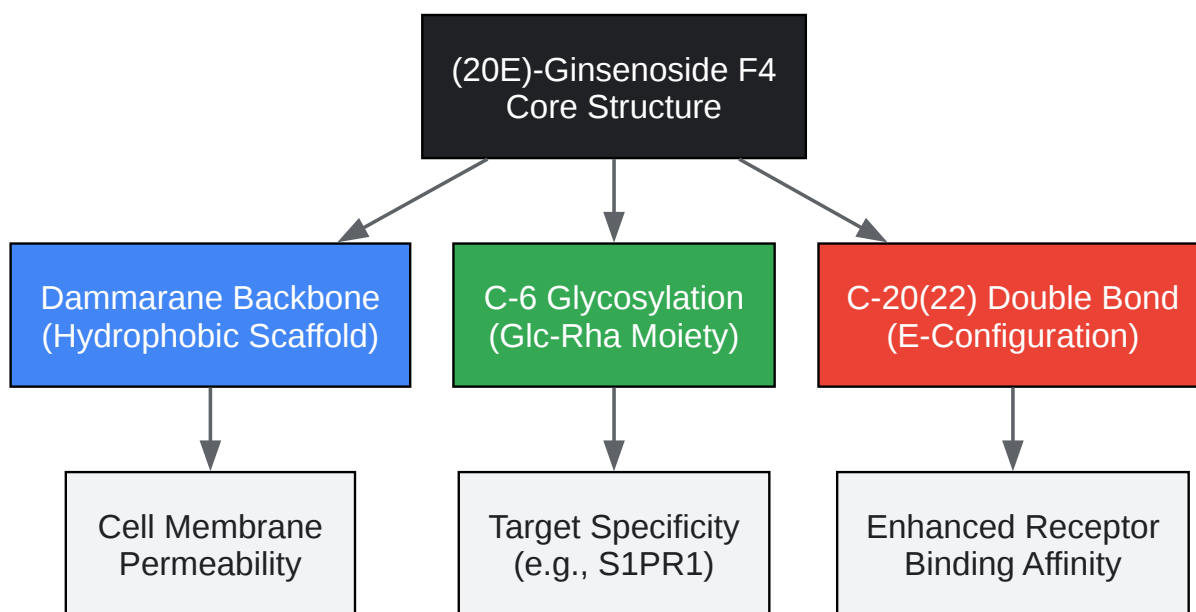 (20E)-Ginsenoside F4
Core Structure
Dammarane Backbone
(Hydrophobic Scaffold)
C-6 Glycosylation
(Glc-Rha Moiety)
C-20(22) Double Bond
(E-Configuration)
Cell Membrane
Permeability
Target Specificity
(e.g., S1PR1)
Enhanced Receptor
Binding Affinity